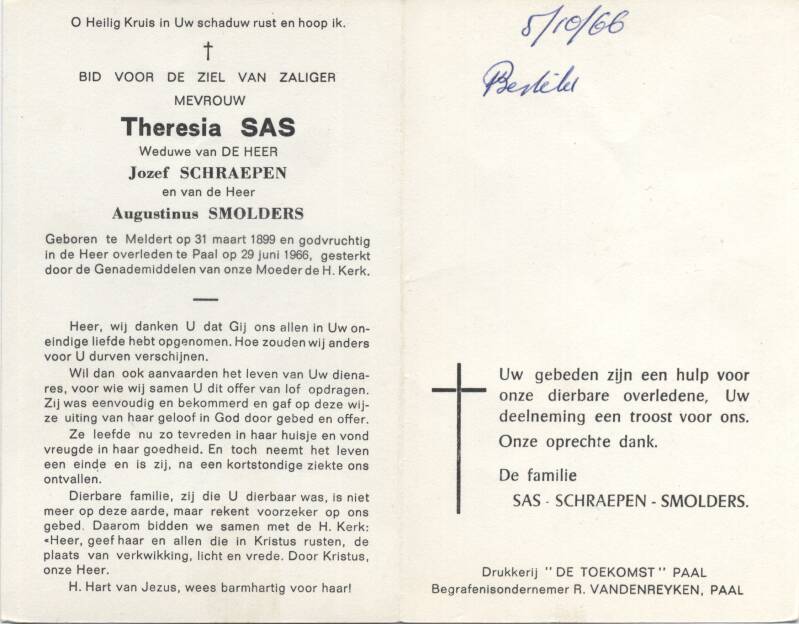 O Heilig Kruis in Uw schaduw rust en hoop ik.
BID VOOR DE ZIEL VAN ZALIGER
MEVROUW
Theresia SAS
Weduwe van DE HEER
Jozef SCHRAEPEN
en van de Heer
Augustinus SMOLDERS
Geboren te Meldert op 31 maart 1899 en godvruchtig
in de Heer overleden te Paal op 29 juni 1966, gesterkt
door de Genademiddelen van onze Moeder de H. Kerk.
Heer, wij danken U dat Gij ons allen in Uw on-
eindige liefde hebt opgenomen. Hoe zouden wij anders
voor U durven verschijnen.
Wil dan ook aanvaarden het leven van Uw diena-
res, voor wie wij samen U dit offer van lof opdragen.
Zij was eenvoudig en bekommerd en gaf op deze wij-
ze uiting van haar geloof in God door gebed en offer.
Ze leefde nu zo tevreden in haar huisje en vond
vreugde in haar goedheid. En toch neemt het leven
een einde en is zij, na een kortstondige ziekte ons
ontvallen.
Dierbare familie, zij die U dierbaar was, is niet
meer op deze aarde, maar rekent voorzeker op ons
gebed. Daarom bidden we samen met de H. Kerk:
«Heer, geef haar en allen die in Kristus rusten, de
plaats van verkwikking, licht en vrede. Door Kristus,
onze Heer.
H. Hart van Jezus, wees barmhartig voor haar!
5/10/66
Uw gebeden zijn een hulp voor
onze dierbare overledene, Uw
deelneming een troost voor ons.
Onze oprechte dank.
De familie
SAS - SCHRAEPEN - SMOLDERS.
Drukkerij "DE TOEKOMST" PAAL
Begrafenisondernemer R. VANDENREYKEN, PAAL